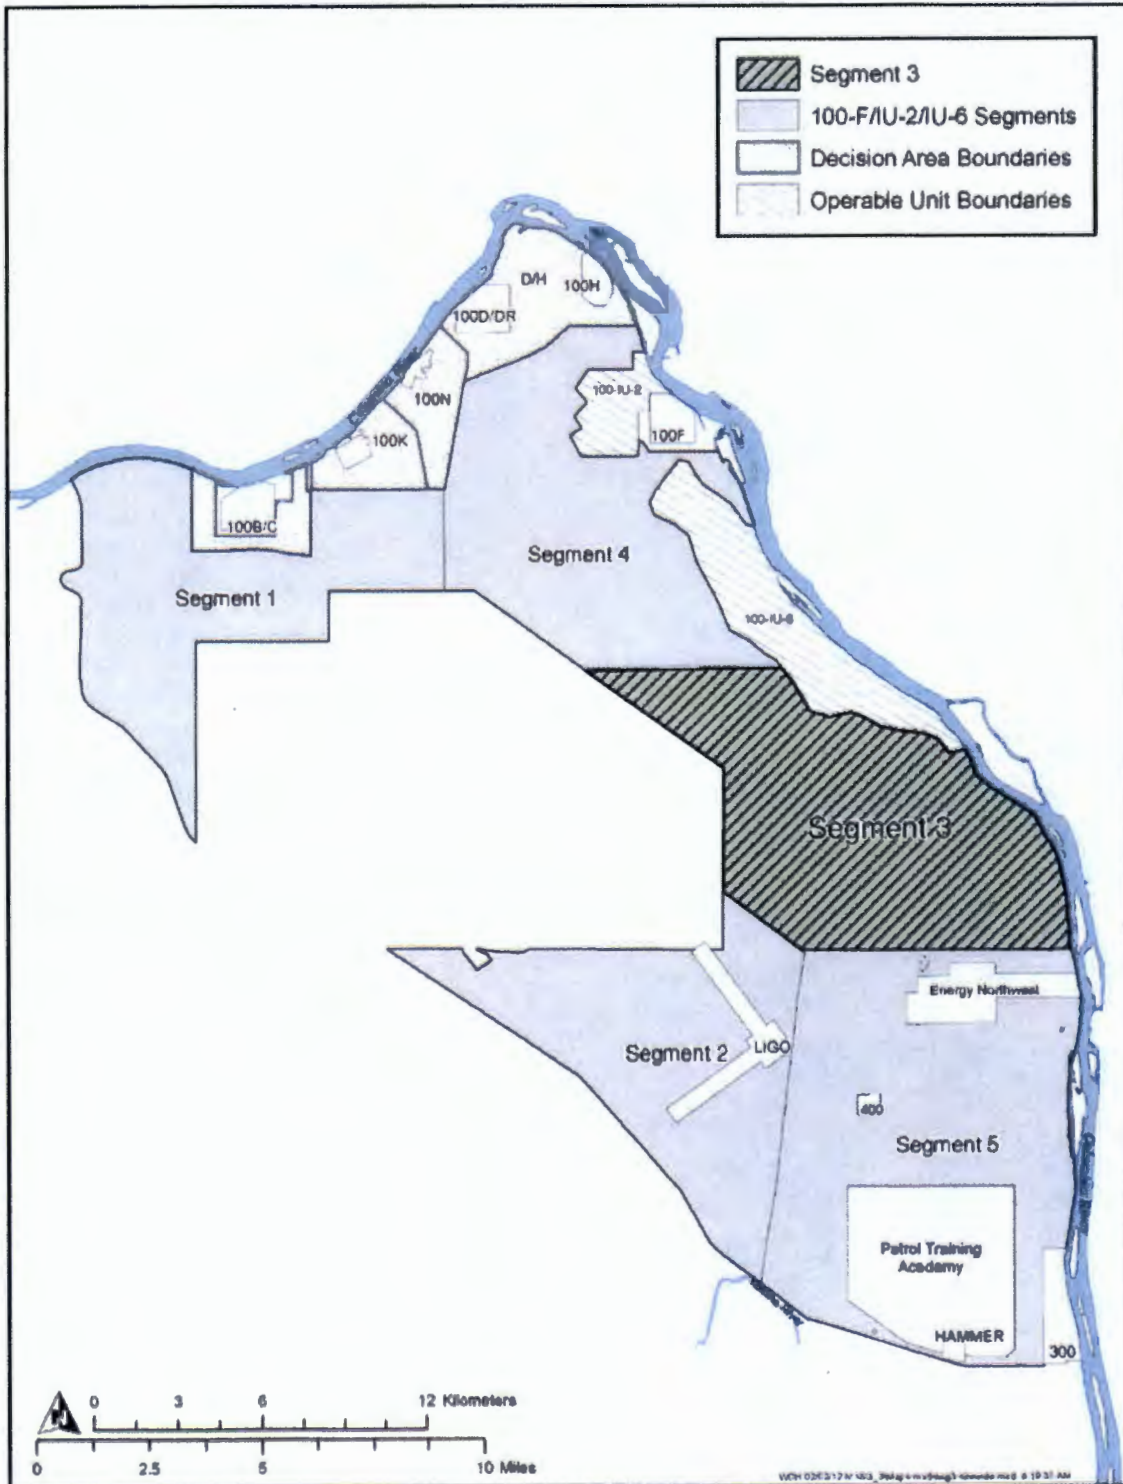 Segment 3
100-F/IU-2/IU-6 Segments
Decision Area Boundaries
Operable Unit Boundaries
D/H
100H
100D/DR
100N
100-IU-2
100F
100K
100B/C
Segment 4
Segment 1
100-IU-6
Segment 3
Energy Northwest
Segment 2
LIGO
400
Segment 5
Patrol Training
Academy
HAMMER
300
N
0 3 6 12 Kilometers
0 2.5 5 10 Miles